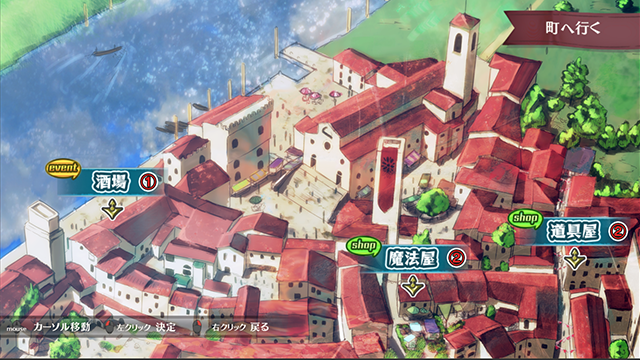 町へ行く
event
酒場 ①
shop
道具屋 ②
shop
魔法屋 ②
mouse カーソル移動 左クリック 決定 右クリック 戻る